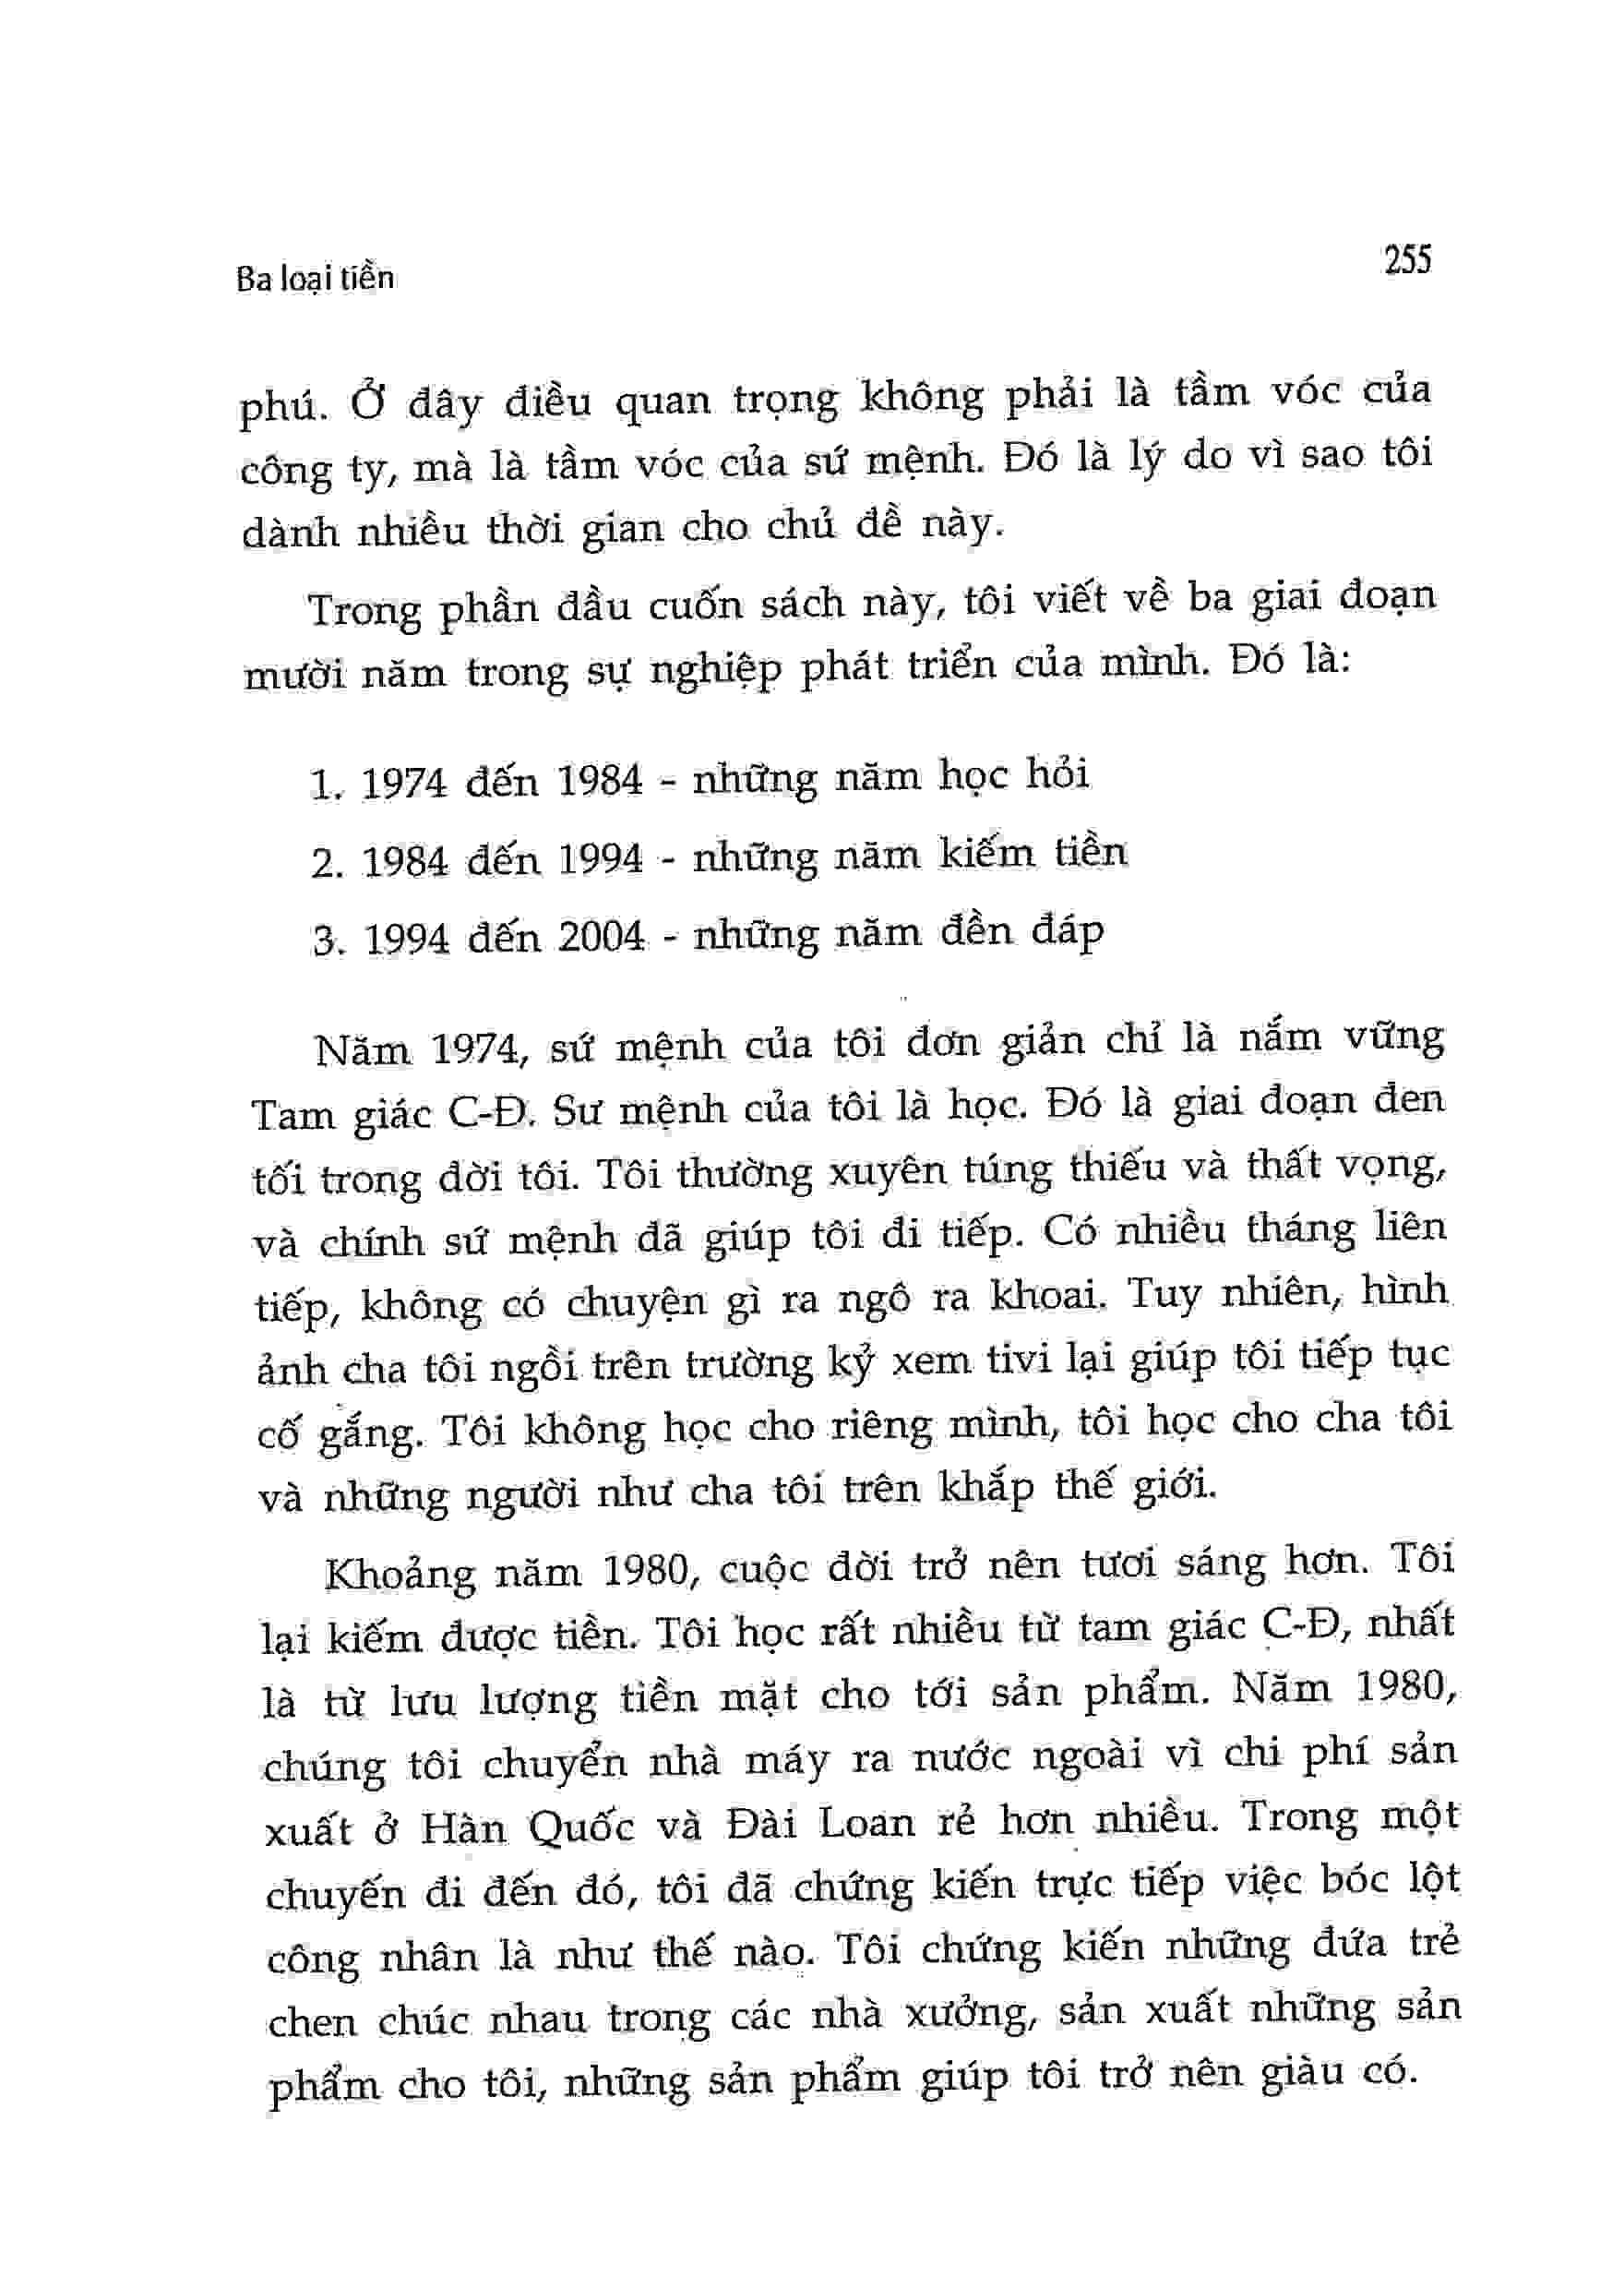 Ba loại tiền
255
phú. Ở đây điều quan trọng không phải là tầm vóc của
công ty, mà là tầm vóc của sứ mệnh. Đó là lý do vì sao tôi
dành nhiều thời gian cho chủ đề này.
Trong phần đầu cuốn sách này, tôi viết về ba giai đoạn
mười năm trong sự nghiệp phát triển của mình. Đó là:
1. 1974 đến 1984 - những năm học hỏi
2. 1984 đến 1994 - những năm kiếm tiền
3. 1994 đến 2004 - những năm đền đáp
Năm 1974, sứ mệnh của tôi đơn giản chỉ là nắm vững
Tam giác C-Đ. Sư mệnh của tôi là học. Đó là giai đoạn đen
tối trong đời tôi. Tôi thường xuyên túng thiếu và thất vọng,
và chính sứ mệnh đã giúp tôi đi tiếp. Có nhiều tháng liên
tiếp, không có chuyện gì ra ngô ra khoai. Tuy nhiên, hình
ảnh cha tôi ngồi trên trường kỷ xem tivi lại giúp tôi tiếp tục
cố gắng. Tôi không học cho riêng mình, tôi học cho cha tôi
và những người như cha tôi trên khắp thế giới.
Khoảng năm 1980, cuộc đời trở nên tươi sáng hơn. Tôi
lại kiếm được tiền. Tôi học rất nhiều từ tam giác C-Đ, nhất
là từ lưu lượng tiền mặt cho tới sản phẩm. Năm 1980,
chúng tôi chuyển nhà máy ra nước ngoài vì chi phí sản
xuất ở Hàn Quốc và Đài Loan rẻ hơn nhiều. Trong một
chuyến đi đến đó, tôi đã chứng kiến trực tiếp việc bóc lột
công nhân là như thế nào. Tôi chứng kiến những đứa trẻ
chen chúc nhau trong các nhà xưởng, sản xuất những sản
phẩm cho tôi, những sản phẩm giúp tôi trở nên giàu có.